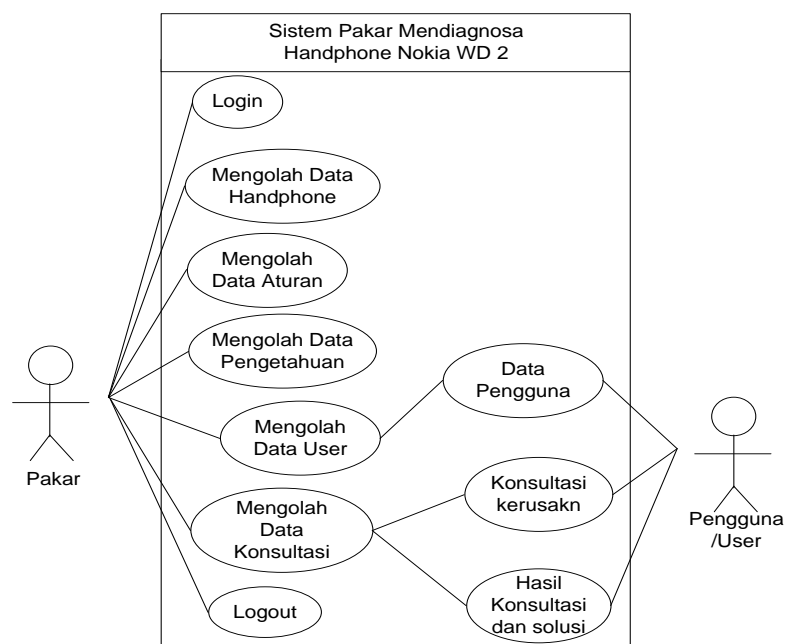 Sistem Pakar Mendiagnosa
Handphone Nokia WD 2
Login
Mengolah Data
Handphone
Mengolah
Data Aturan
Mengolah Data
Pengetahuan
Data
Pengguna
Mengolah
Data User
Pakar
Konsultasi
kerusakn
Mengolah
Data
Konsultasi
Pengguna
/User
Hasil
Konsultasi
dan solusi
Logout